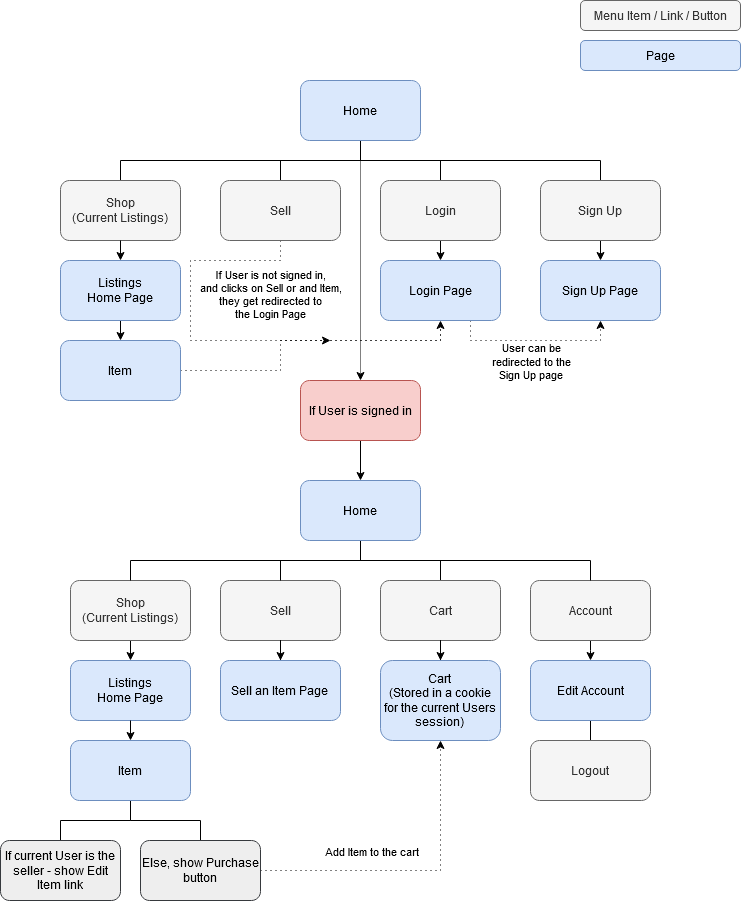 Menu Item / Link / Button
Page
Home
Shop
(Current Listings)
Sell
Login
Sign Up
Listings
Home Page
If User is not signed in,
and clicks on Sell or and Item,
they get redirected to
the Login Page
Login Page
Sign Up Page
Item
User can be
redirected to the
Sign Up page
If User is signed in
Home
Shop
(Current Listings)
Sell
Cart
Account
Listings
Home Page
Sell an Item Page
Cart
(Stored in a cookie
for the current Users
session)
Edit Account
Item
Logout
If current User is the
seller - show Edit
Item link
Else, show Purchase
button
Add Item to the cart